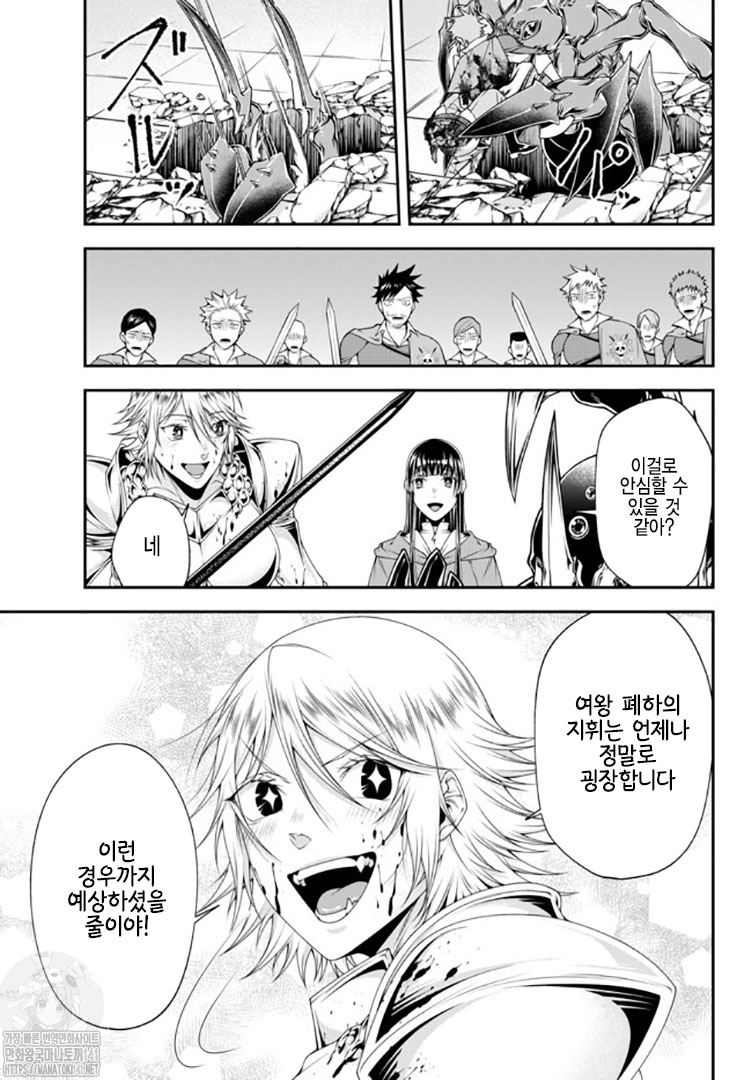 パッ
ズズルッ
이걸로
안심할 수
있을 것
같아?
네
여왕 폐하의
지휘는 언제나
정말로
굉장합니다
이런
경우까지
예상하셨을
줄이야!
가장 빠른 번역만화사이트
만화왕국마나토끼141
HTTPS://MANATOKI141.NET